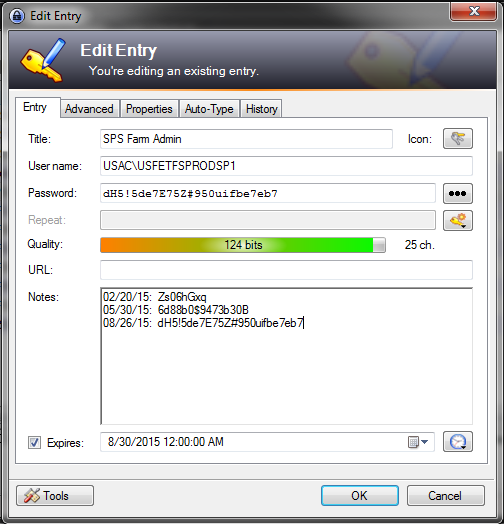 Edit Entry
Edit Entry
You're editing an existing entry.
Entry Advanced Properties Auto-Type History
Title: SPS Farm Admin Icon:
User name: USAC\USFETFSPRODSP1
Password: dH5!5de7E75Z#950uifbe7eb7
Repeat:
Quality: 124 bits 25 ch.
URL:
Notes: 02/20/15: Zs06hGxq
05/30/15: 6d88b0$9473b30B
08/26/15: dH5!5de7E75Z#950uifbe7eb7
Expires: 8/30/2015 12:00:00 AM
Tools OK Cancel